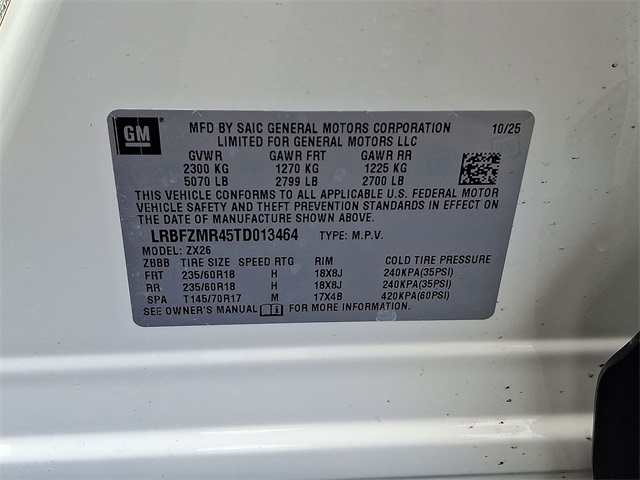 GM
MFD BY SAIC GENERAL MOTORS CORPORATION 10/25
LIMITED FOR GENERAL MOTORS LLC
GVWR GAWR FRT GAWR RR
2300 KG 1270 KG 1225 KG
5070 LB 2799 LB 2700 LB
THIS VEHICLE CONFORMS TO ALL APPLICABLE U.S. FEDERAL MOTOR
VEHICLE SAFETY AND THEFT PREVENTION STANDARDS IN EFFECT ON
THE DATE OF MANUFACTURE SHOWN ABOVE.
LRBFZMR45TD013464 TYPE: M.P.V.
MODEL: ZX26
ZBBB TIRE SIZE SPEED RTG RIM COLD TIRE PRESSURE
FRT 235/60R18 H 18X8J 240KPA(35PSI)
RR 235/60R18 H 18X8J 240KPA(35PSI)
SPA T145/70R17 M 17X4B 420KPA(60PSI)
SEE OWNER'S MANUAL i FOR MORE INFORMATION.